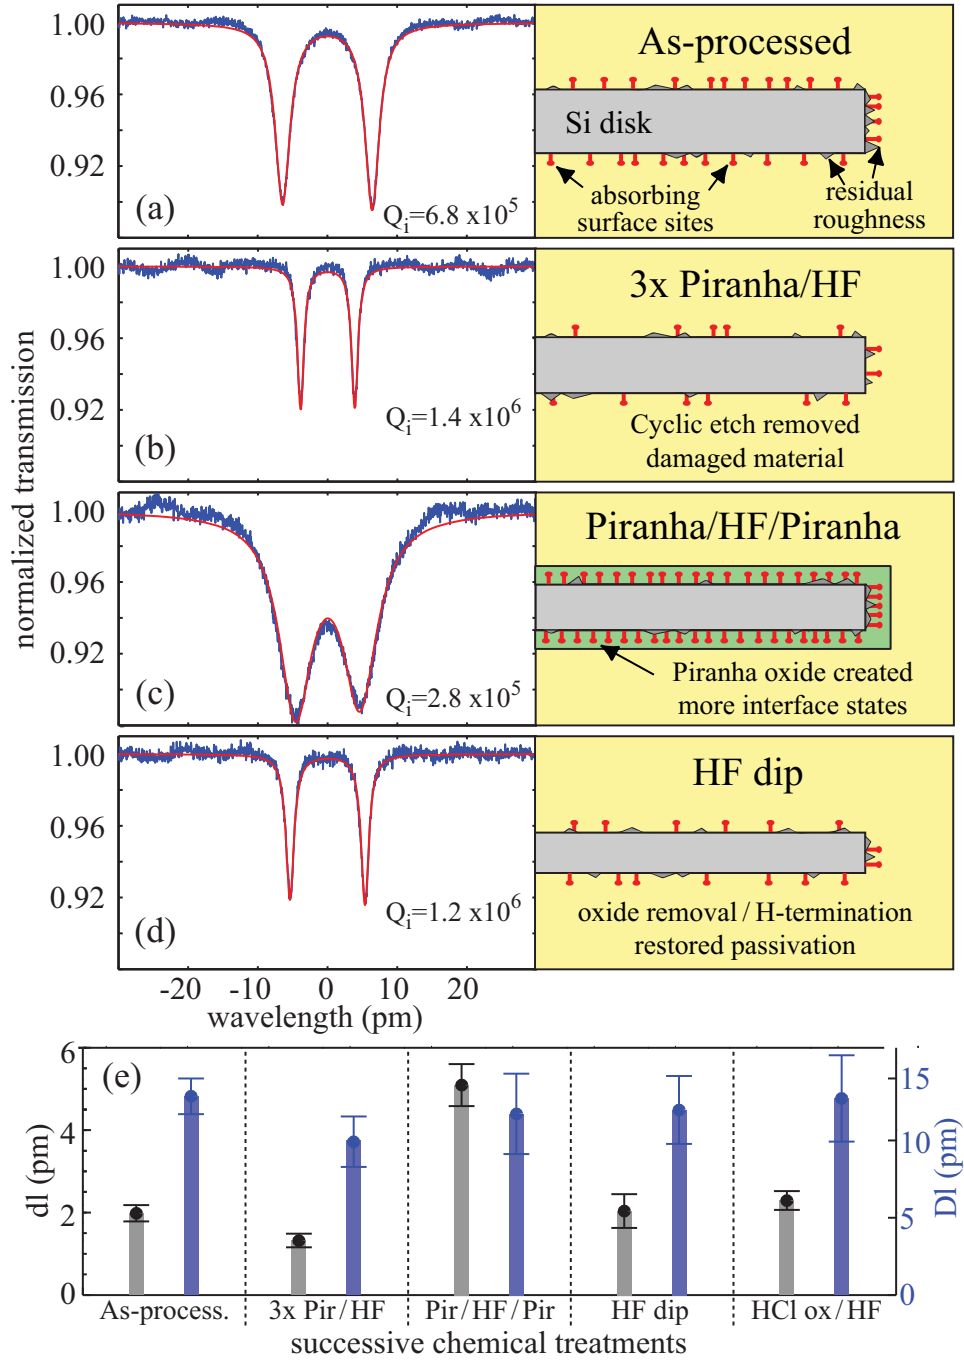 1.00
0.96
0.92
(a)
Q_i=6.8 x10^5
As-processed
Si disk
absorbing
surface sites
residual
roughness
1.00
0.96
0.92
(b)
Q_i=1.4 x10^6
3x Piranha/HF
Cyclic etch removed
damaged material
normalized transmission
1.00
0.96
0.92
(c)
Q_i=2.8 x10^5
Piranha/HF/Piranha
Piranha oxide created
more interface states
1.00
0.96
0.92
(d)
Q_i=1.2 x10^6
HF dip
oxide removal / H-termination
restored passivation
-20 -10 0 10 20
wavelength (pm)
(e)
6
4
2
0
dl (pm)
15
10
5
0
Dl (pm)
As-process. 3x Pir/HF Pir/HF/Pir HF dip HCl ox/HF
successive chemical treatments